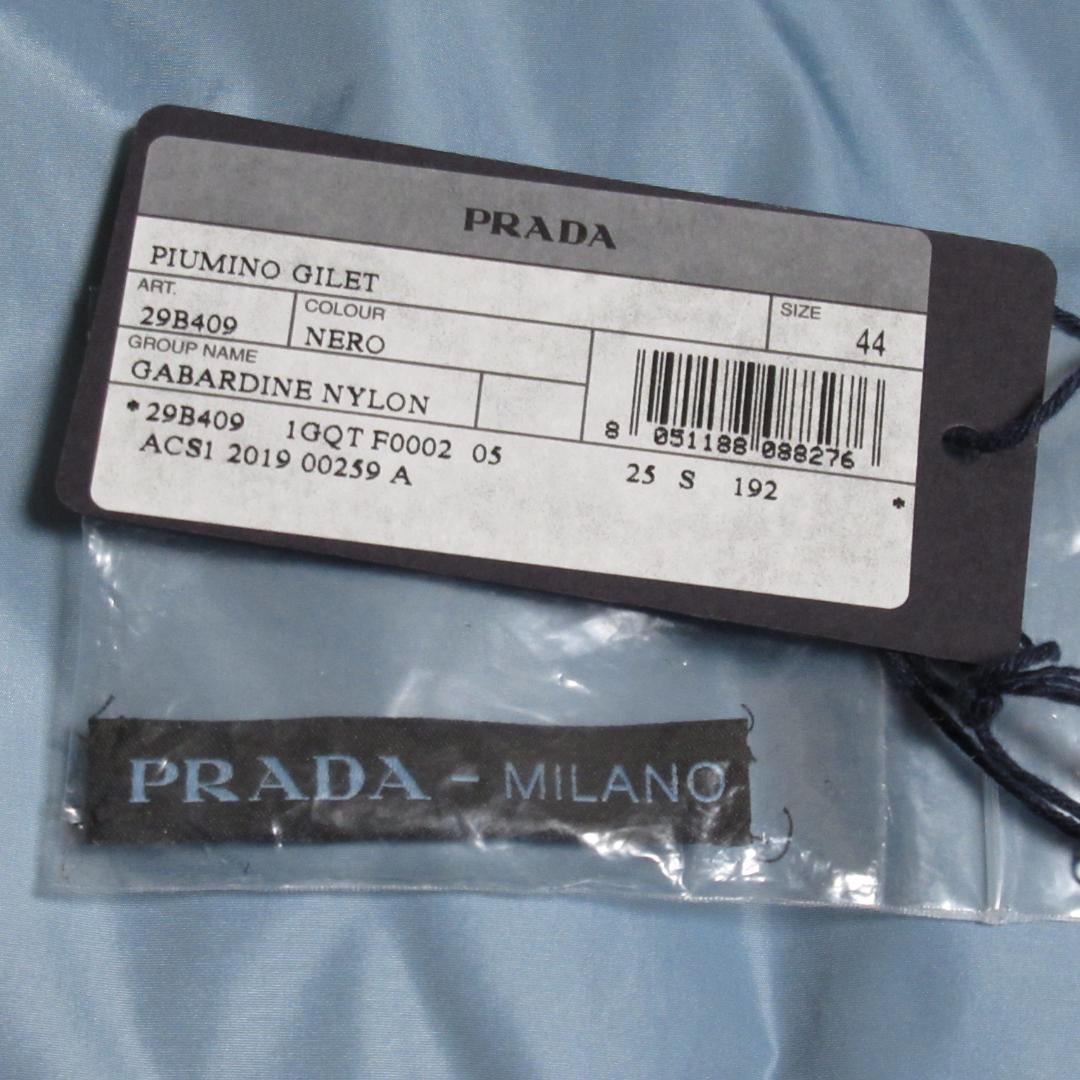 PRADA
PIUMINO GILET
ART.
29B409
COLOUR
NERO
SIZE
44
GROUP NAME
GABARDINE NYLON
8 051188 088276
* 29B409 1GQT F0002 05
25 S 192 *
ACS1 2019 00259 A
PRADA - MILANO